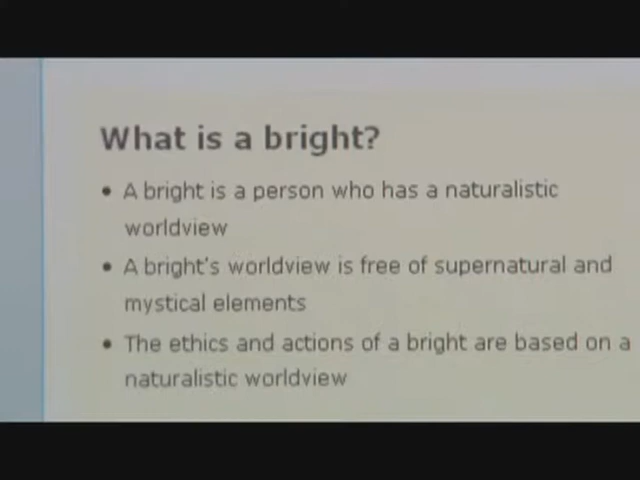 What is a bright?
• A bright is a person who has a naturalistic
worldview
• A bright's worldview is free of supernatural and
mystical elements
• The ethics and actions of a bright are based on a
naturalistic worldview